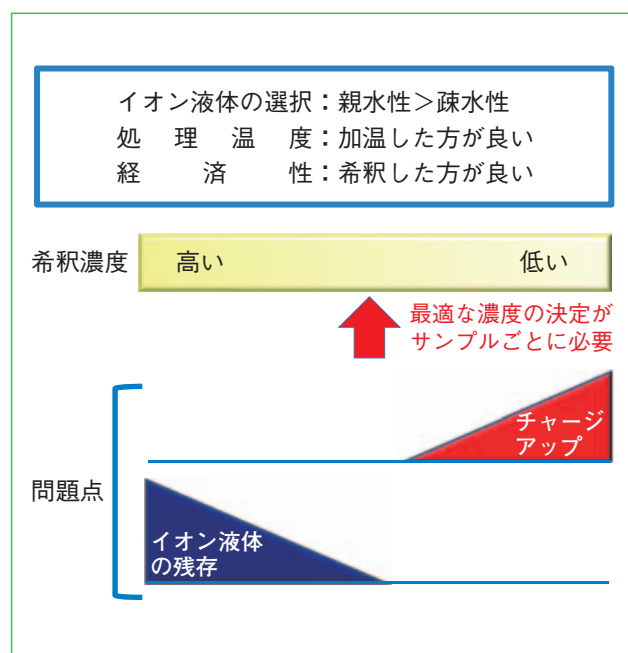 イオン液体の選択：親水性＞疎水性
処理温度：加温した方が良い
経済性：希釈した方が良い
希釈濃度
高い
低い
最適な濃度の決定が
サンプルごとに必要
問題点
チャージ
アップ
イオン液体
の残存